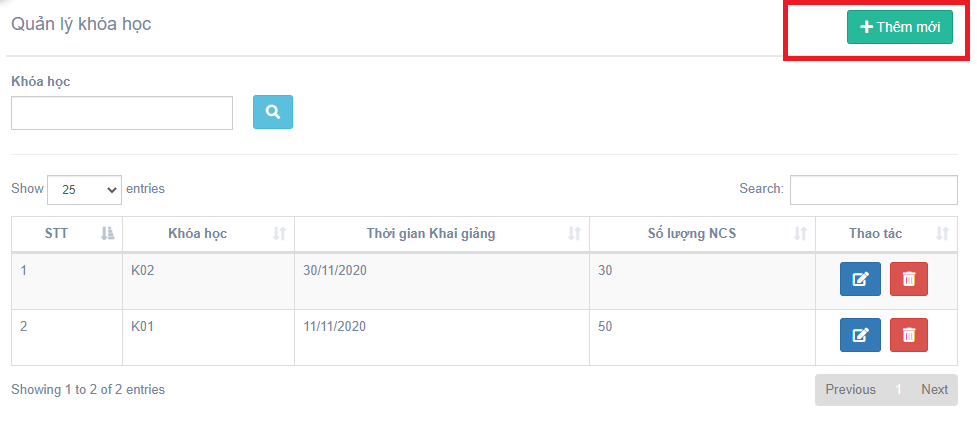 Quản lý khóa học
Thêm mới
Khóa học
Show 25 entries
Search:
STT Khóa học Thời gian Khai giảng Số lượng NCS Thao tác
1 K02 30/11/2020 30
2 K01 11/11/2020 50
Showing 1 to 2 of 2 entries
Previous 1 Next